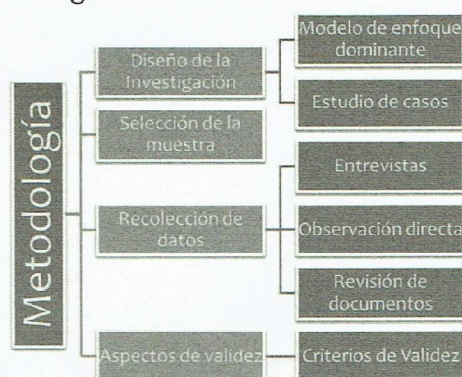 Metodología
Diseño de la
Investigación
Modelo de enfoque
dominante
Estudio de casos
Selección de la
muestra
Recolección de
datos
Entrevistas
Observación directa
Revisión de
documentos
Aspectos de validez
Criterios de Validez